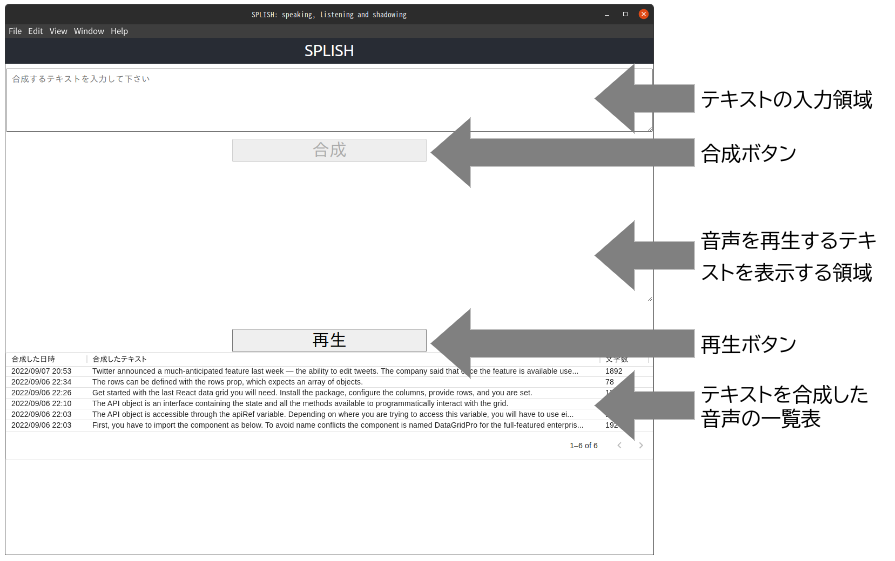 SPLISH: speaking, listening and shadowing
File Edit View Window Help
SPLISH
合成するテキストを入力して下さい
テキストの入力領域
合成
合成ボタン
音声を再生するテキ
ストを表示する領域
再生
再生ボタン
合成した日時 合成したテキスト 文字数
2022/09/07 20:53 Twitter announced a much-anticipated feature last week — the ability to edit tweets. The company said that once the feature is available use... 1892
2022/09/06 22:34 The rows can be defined with the rows prop, which expects an array of objects. 78
2022/09/06 22:26 Get started with the last React data grid you will need. Install the package, configure the columns, provide rows, and you are set.
2022/09/06 22:10 The API object is an interface containing the state and all the methods available to programmatically interact with the grid.
2022/09/06 22:03 The API object is accessible through the apiRef variable. Depending on where you are trying to access this variable, you will have to use ei...
2022/09/06 22:03 First, you have to import the component as below. To avoid name conflicts the component is named DataGridPro for the full-featured enterpris...
テキストを合成した
音声の一覧表
1–6 of 6